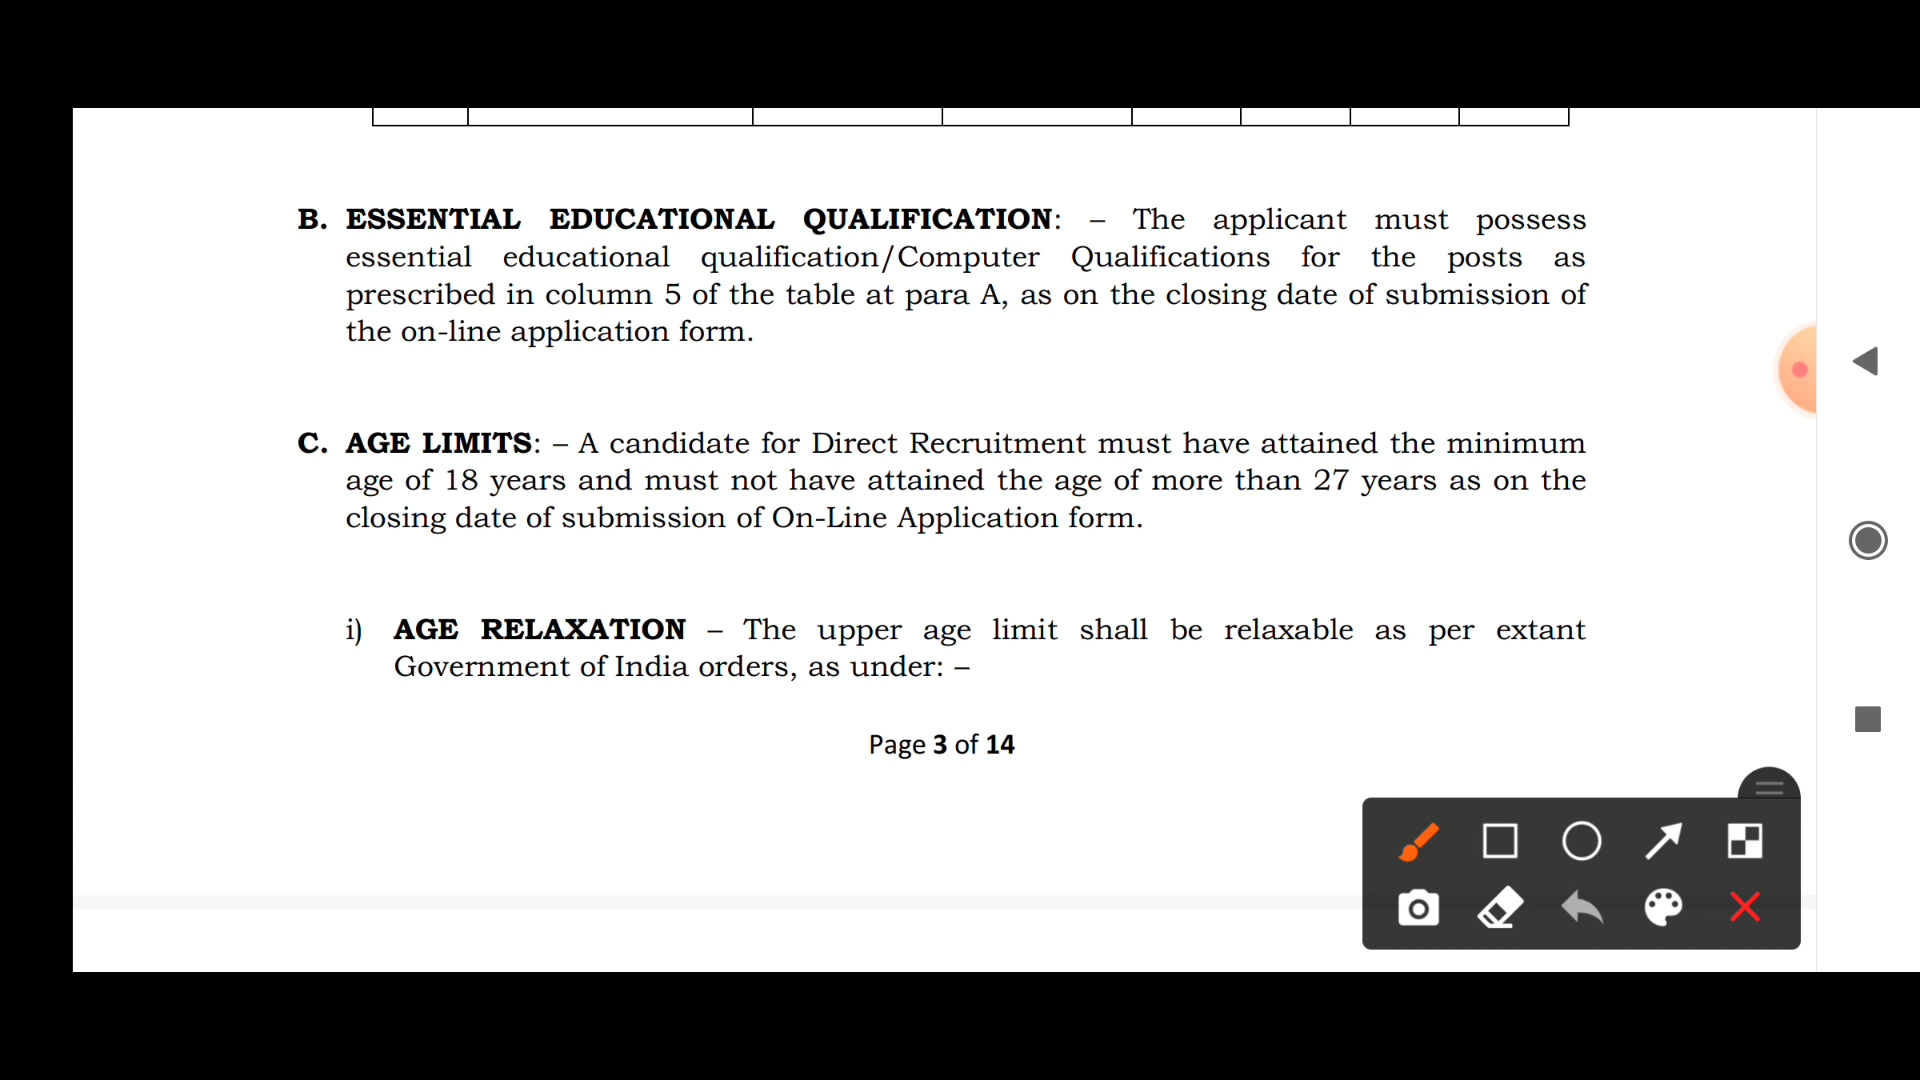 B. ESSENTIAL EDUCATIONAL QUALIFICATION: – The applicant must possess
essential educational qualification/Computer Qualifications for the posts as
prescribed in column 5 of the table at para A, as on the closing date of submission of
the on-line application form.
C. AGE LIMITS: – A candidate for Direct Recruitment must have attained the minimum
age of 18 years and must not have attained the age of more than 27 years as on the
closing date of submission of On-Line Application form.
i) AGE RELAXATION – The upper age limit shall be relaxable as per extant
Government of India orders, as under: –
Page 3 of 14